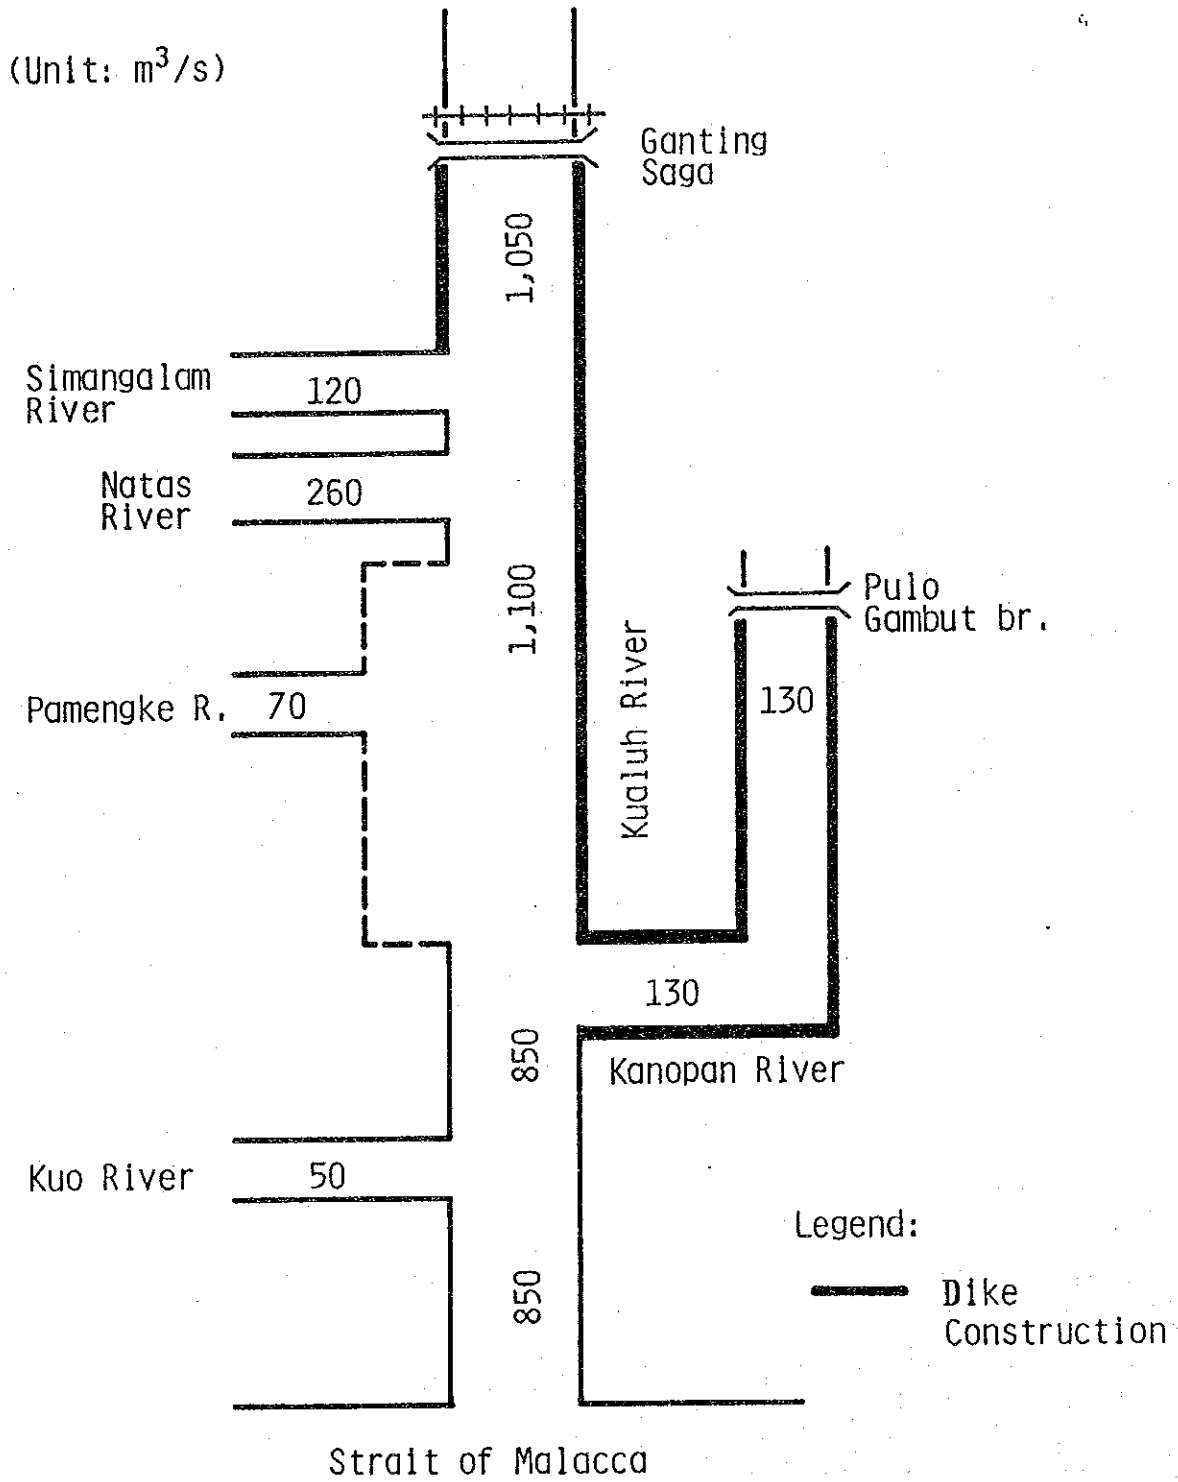 (Unit: m³/s)
Ganting
Saga
1,050
Simangalam
River
120
Natas
River
260
1,100
Pulo
Gambut br.
Pamengke R.
70
Kualuh River
130
130
850
Kanopan River
Kuo River
50
Legend:
850
Dike
Construction
Strait of Malacca